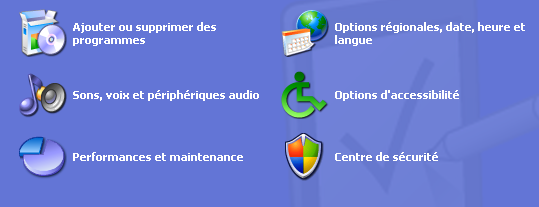 Ajouter ou supprimer des
programmes
Options régionales, date, heure et
langue
Sons, voix et périphériques audio
Options d'accessibilité
Performances et maintenance
Centre de sécurité